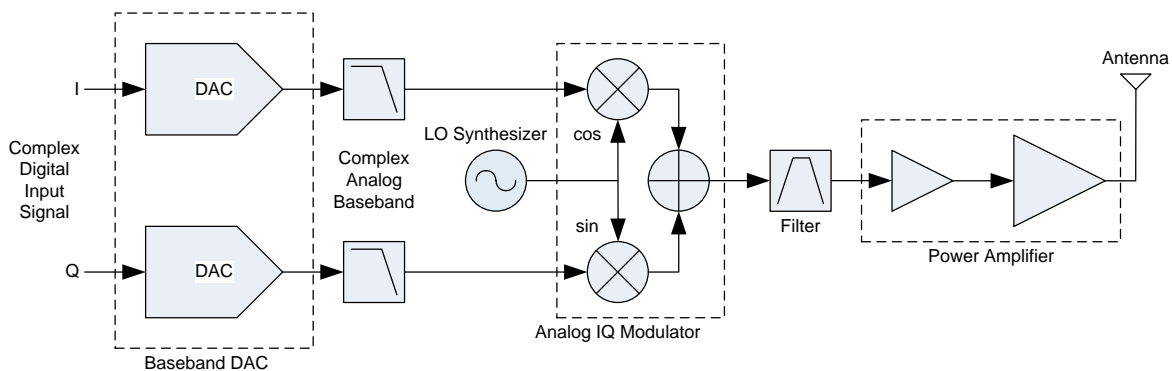 I
Q
Complex
Digital
Input
Signal
DAC
DAC
Baseband DAC
Complex
Analog
Baseband
LO Synthesizer
cos
sin
Analog IQ Modulator
Filter
Power Amplifier
Antenna